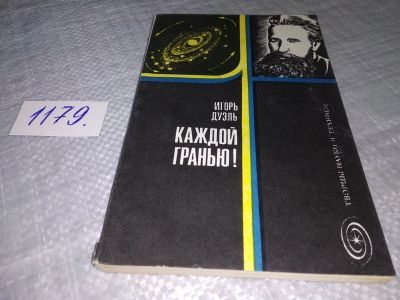 1179.
ИГОРЬ
ДУЭЛЬ
КАЖДОЙ
ГРАНЬЮ!
ТВОРЦЫ НАУКИ И ТЕХНИКИ